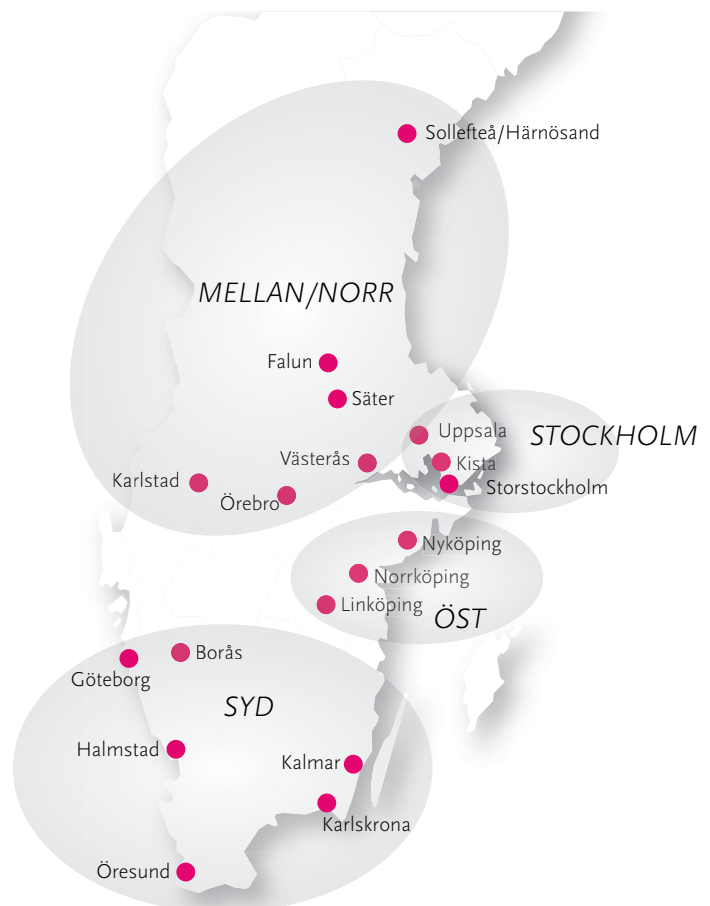 Sollefteå/Härnösand
MELLAN/NORR
Falun
Säter
Uppsala
STOCKHOLM
Västerås
Kista
Karlstad
Storstockholm
Örebro
Nyköping
Norrköping
Linköping
ÖST
Borås
Göteborg
SYD
Halmstad
Kalmar
Karlskrona
Öresund